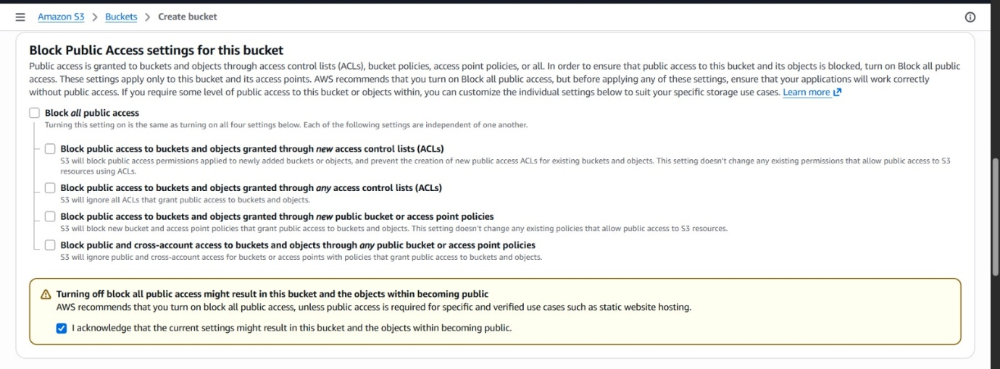 Amazon S3 > Buckets > Create bucket
Block Public Access settings for this bucket
Public access is granted to buckets and objects through access control lists (ACLs), bucket policies, access point policies, or all. In order to ensure that public access to this bucket and its objects is blocked, turn on Block all public
access. These settings apply only to this bucket and its access points. AWS recommends that you turn on Block all public access, but before applying any of these settings, ensure that your applications will work correctly
without public access. If you require some level of public access to this bucket or objects within, you can customize the individual settings below to suit your specific storage use cases. Learn more
Block all public access
Turning this setting on is the same as turning on all four settings below. Each of the following settings are independent of one another.
Block public access to buckets and objects granted through new access control lists (ACLs)
S3 will block public access permissions applied to newly added buckets or objects, and prevent the creation of new public access ACLs for existing buckets and objects. This setting doesn't change any existing permissions that allow public access to S3
resources using ACLs.
Block public access to buckets and objects granted through any access control lists (ACLs)
S3 will ignore all ACLs that grant public access to buckets and objects.
Block public access to buckets and objects granted through new public bucket or access point policies
S3 will block new bucket and access point policies that grant public access to buckets and objects. This setting doesn't change any existing policies that allow public access to S3 resources.
Block public and cross-account access to buckets and objects through any public bucket or access point policies
S3 will ignore public and cross-account access for buckets or access points with policies that grant public access to buckets and objects.
Turning off block all public access might result in this bucket and the objects within becoming public
AWS recommends that you turn on block all public access, unless public access is required for specific and verified use cases such as static website hosting.
I acknowledge that the current settings might result in this bucket and the objects within becoming public.